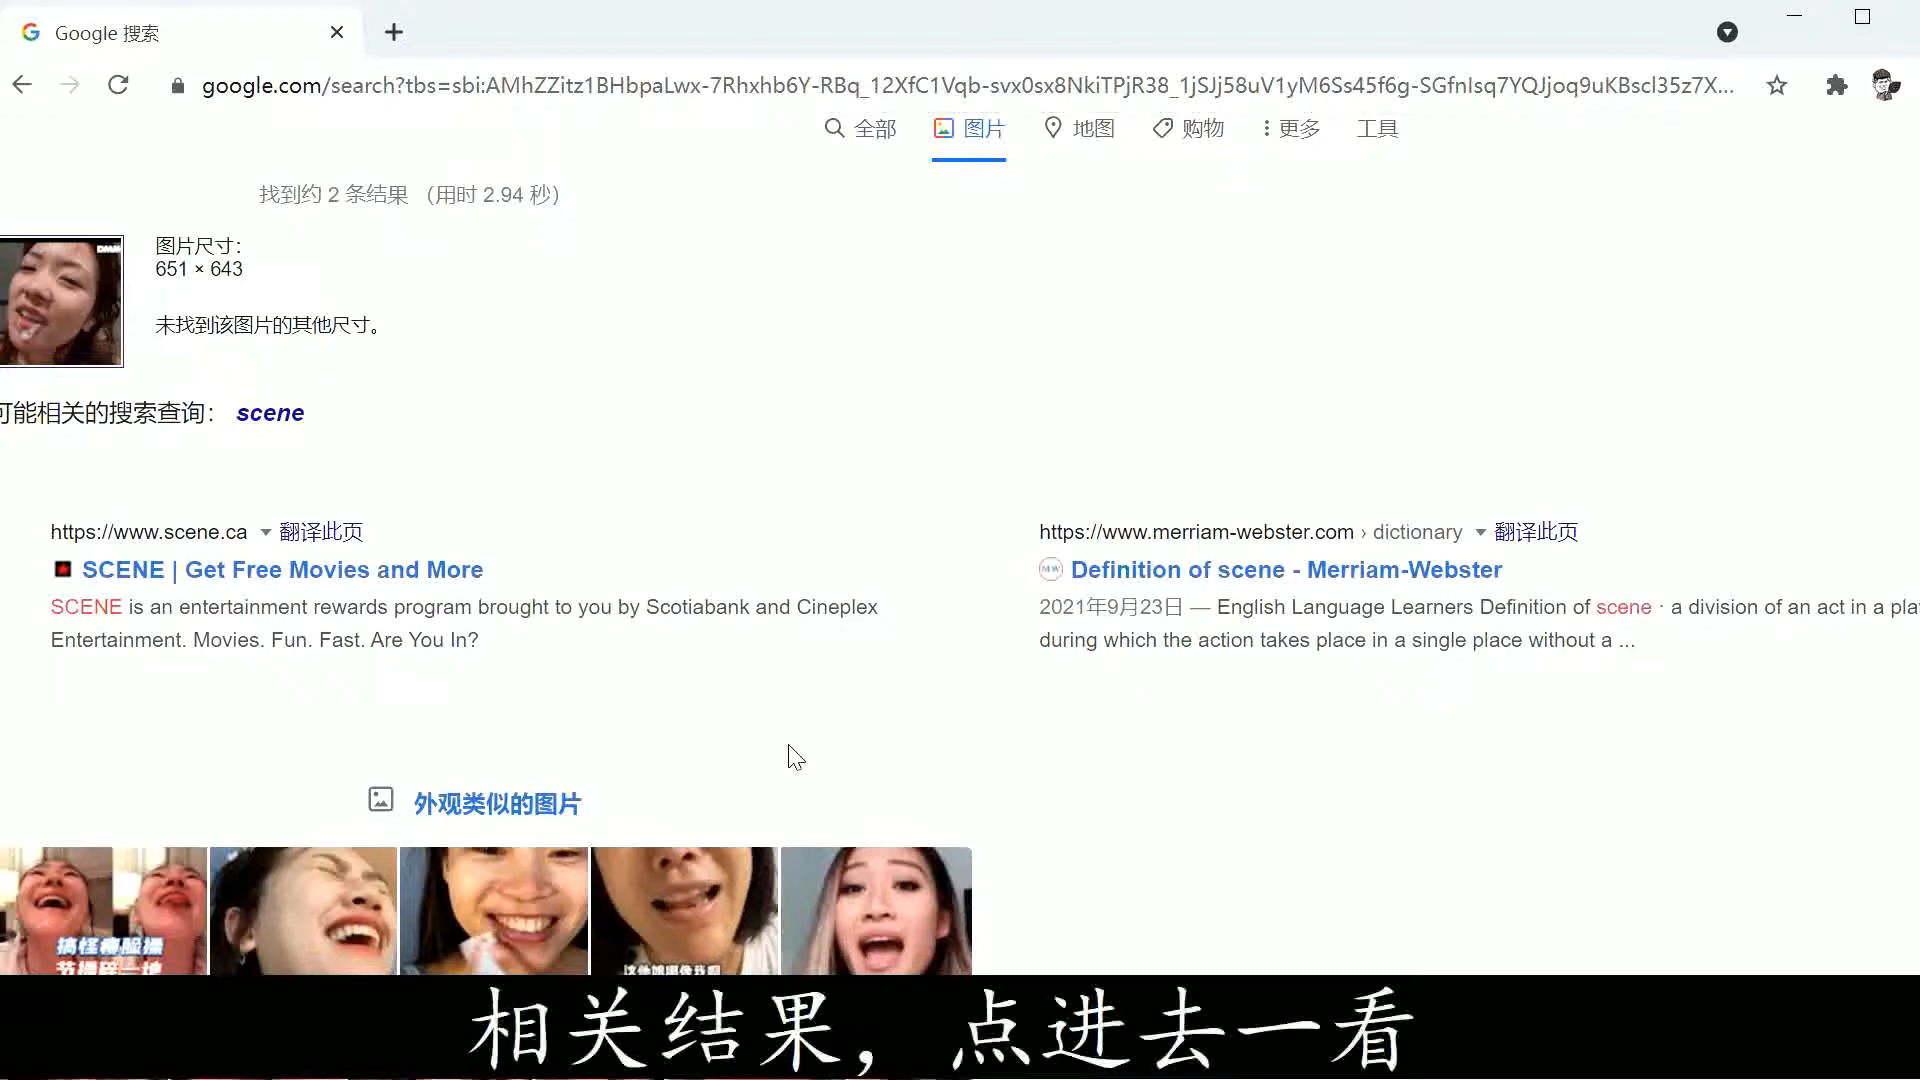 Google 搜索
google.com/search?tbs=sbi:AMhZZitz1BHbpaLwx-7Rhxhb6Y-RBq_12XfC1Vqb-svx0sx8NkiTPjR38_1jSJj58uV1yM6Ss45f6g-SGfnIsq7YQJjoq9uKBscl35z7X...
全部 图片 地图 购物 更多 工具
找到约 2 条结果 （用时 2.94 秒）
图片尺寸：
651 × 643
未找到该图片的其他尺寸。
可能相关的搜索查询： scene
https://www.scene.ca 翻译此页
SCENE | Get Free Movies and More
SCENE is an entertainment rewards program brought to you by Scotiabank and Cineplex
Entertainment. Movies. Fun. Fast. Are You In?
https://www.merriam-webster.com › dictionary 翻译此页
Definition of scene - Merriam-Webster
2021年9月23日 — English Language Learners Definition of scene · a division of an act in a play
during which the action takes place in a single place without a ...
外观类似的图片
搞怪瘦脸操
相关结果，点进去一看